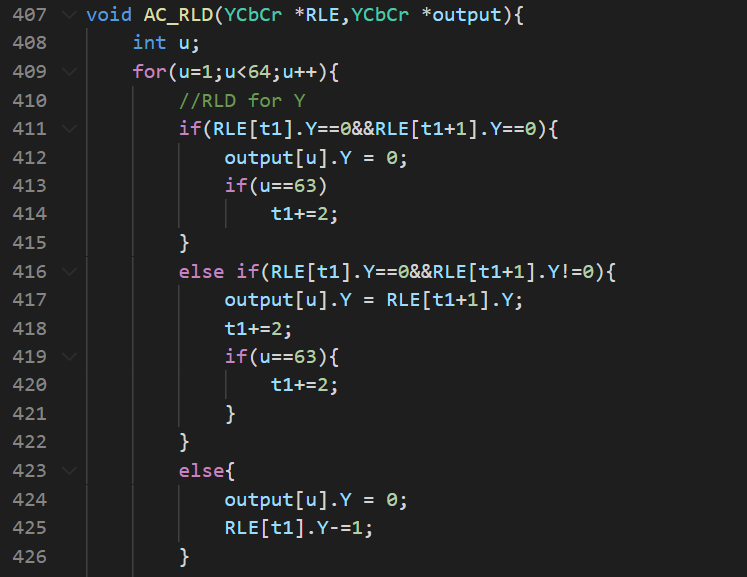 407 void AC_RLD(YCbCr *RLE,YCbCr *output){
408     int u;
409     for(u=1;u<64;u++){
410         //RLD for Y
411         if(RLE[t1].Y==0&&RLE[t1+1].Y==0){
412             output[u].Y = 0;
413             if(u==63)
414                 t1+=2;
415         }
416         else if(RLE[t1].Y==0&&RLE[t1+1].Y!=0){
417             output[u].Y = RLE[t1+1].Y;
418             t1+=2;
419             if(u==63){
420                 t1+=2;
421             }
422         }
423         else{
424             output[u].Y = 0;
425             RLE[t1].Y-=1;
426         }